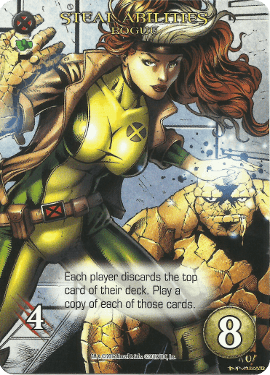 STEAL ABILITIES
ROGUE
Each player discards the top
card of their deck. Play a
copy of each of those cards.
4
8